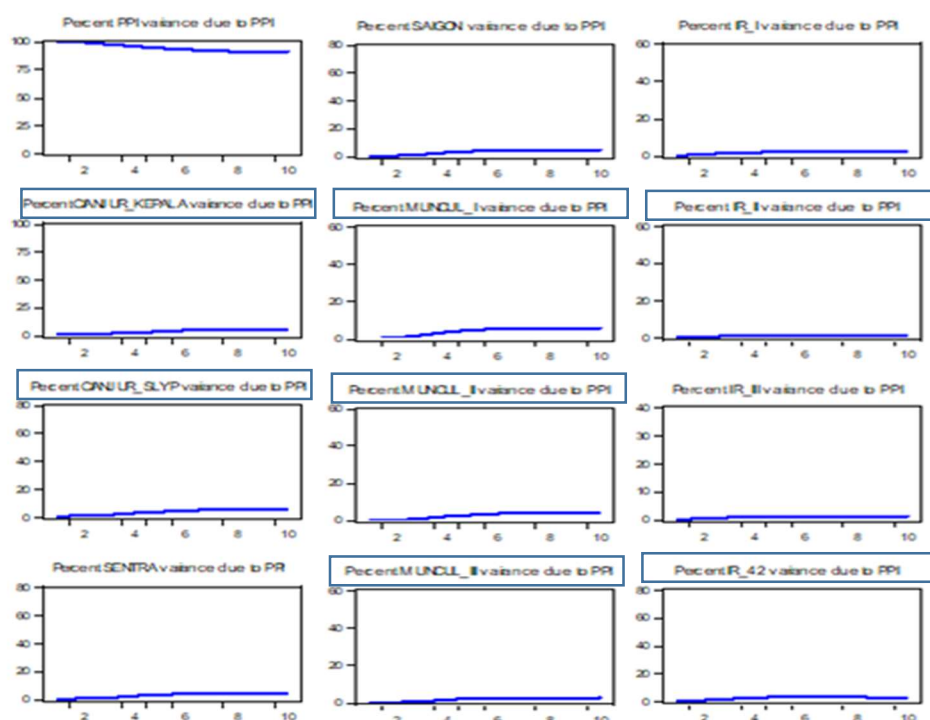 Percent PPI variance due to PPI
100
75
50
25
0
2 4 6 8 10
Percent SAIGON variance due to PPI
80
60
40
20
0
2 4 6 8 10
Percent IR_I variance due to PPI
60
40
20
0
2 4 6 8 10
Percent CIANJUR_KEPALA variance due to PPI
100
75
50
25
0
2 4 6 8 10
Percent MUNCUL_I variance due to PPI
60
40
20
0
2 4 6 8 10
Percent IR_II variance due to PPI
60
40
20
0
2 4 6 8 10
Percent CIANJUR_SLYP variance due to PPI
80
60
40
20
0
2 4 6 8 10
Percent MUNCUL_II variance due to PPI
60
40
20
0
2 4 6 8 10
Percent IR_III variance due to PPI
40
30
20
10
0
2 4 6 8 10
Percent SENTRA variance due to PPI
80
60
40
20
0
2 4 6 8 10
Percent MUNCUL_III variance due to PPI
60
40
20
0
2 4 6 8 10
Percent IR_42 variance due to PPI
80
60
40
20
0
2 4 6 8 10